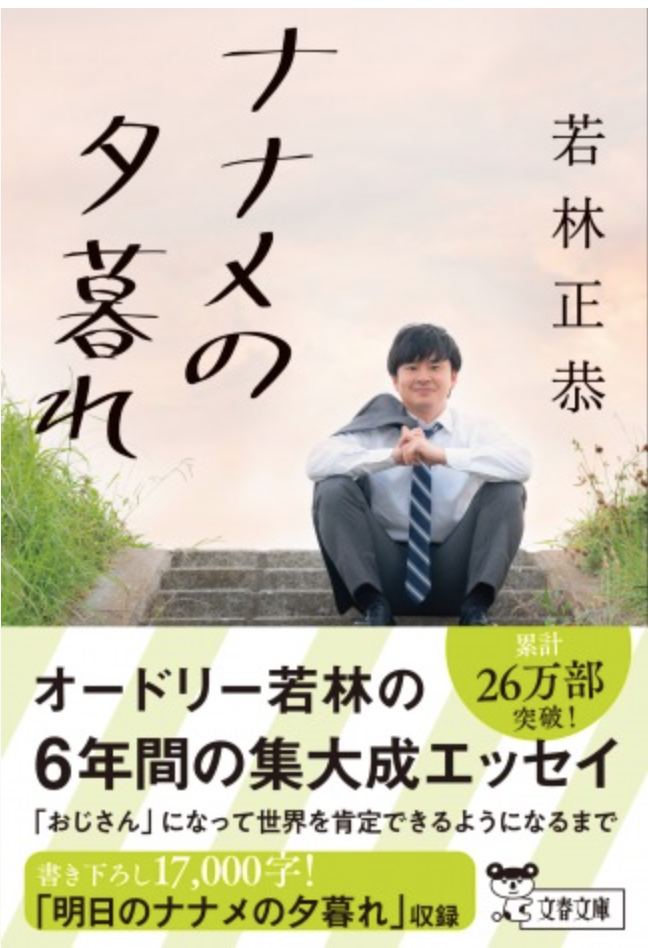 ナナメの
夕暮れ
若林正恭
累計
26万部
突破!
オードリー若林の
6年間の集大成エッセイ
「おじさん」になって世界を肯定できるようになるまで
書き下ろし17,000字!
「明日のナナメの夕暮れ」収録
文春文庫